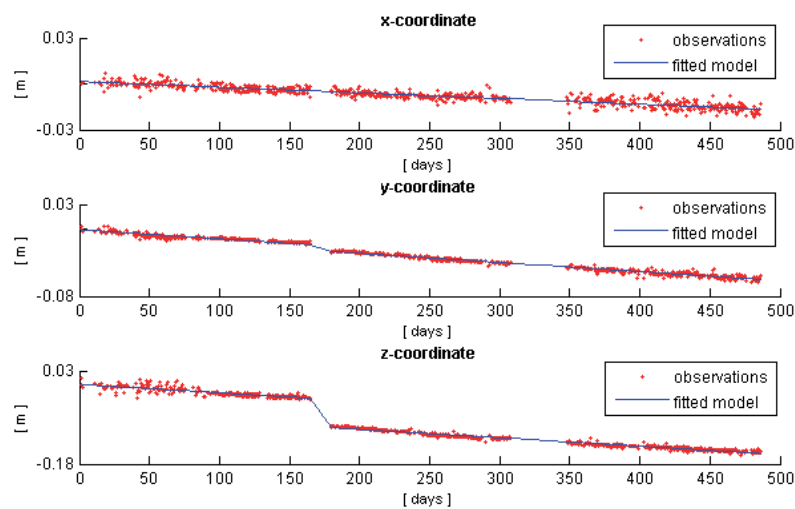 x-coordinate
0.03
[ m ]
-0.03
observations
fitted model
0 50 100 150 200 250 300 350 400 450 500
[ days ]
y-coordinate
0.03
[ m ]
-0.08
observations
fitted model
0 50 100 150 200 250 300 350 400 450 500
[ days ]
z-coordinate
0.03
[ m ]
-0.18
observations
fitted model
0 50 100 150 200 250 300 350 400 450 500
[ days ]